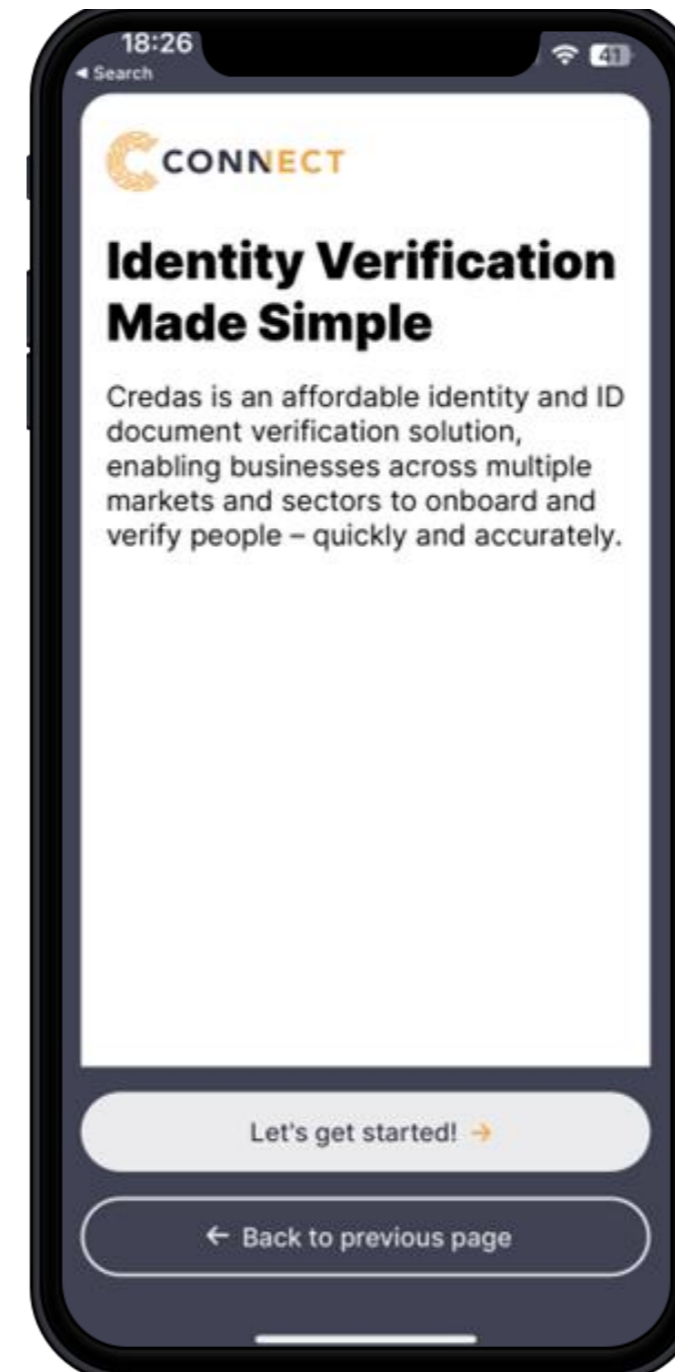 18:26
41
◀ Search
CONNECT
Identity Verification
Made Simple
Credas is an affordable identity and ID
document verification solution,
enabling businesses across multiple
markets and sectors to onboard and
verify people – quickly and accurately.
Let's get started! →
← Back to previous page